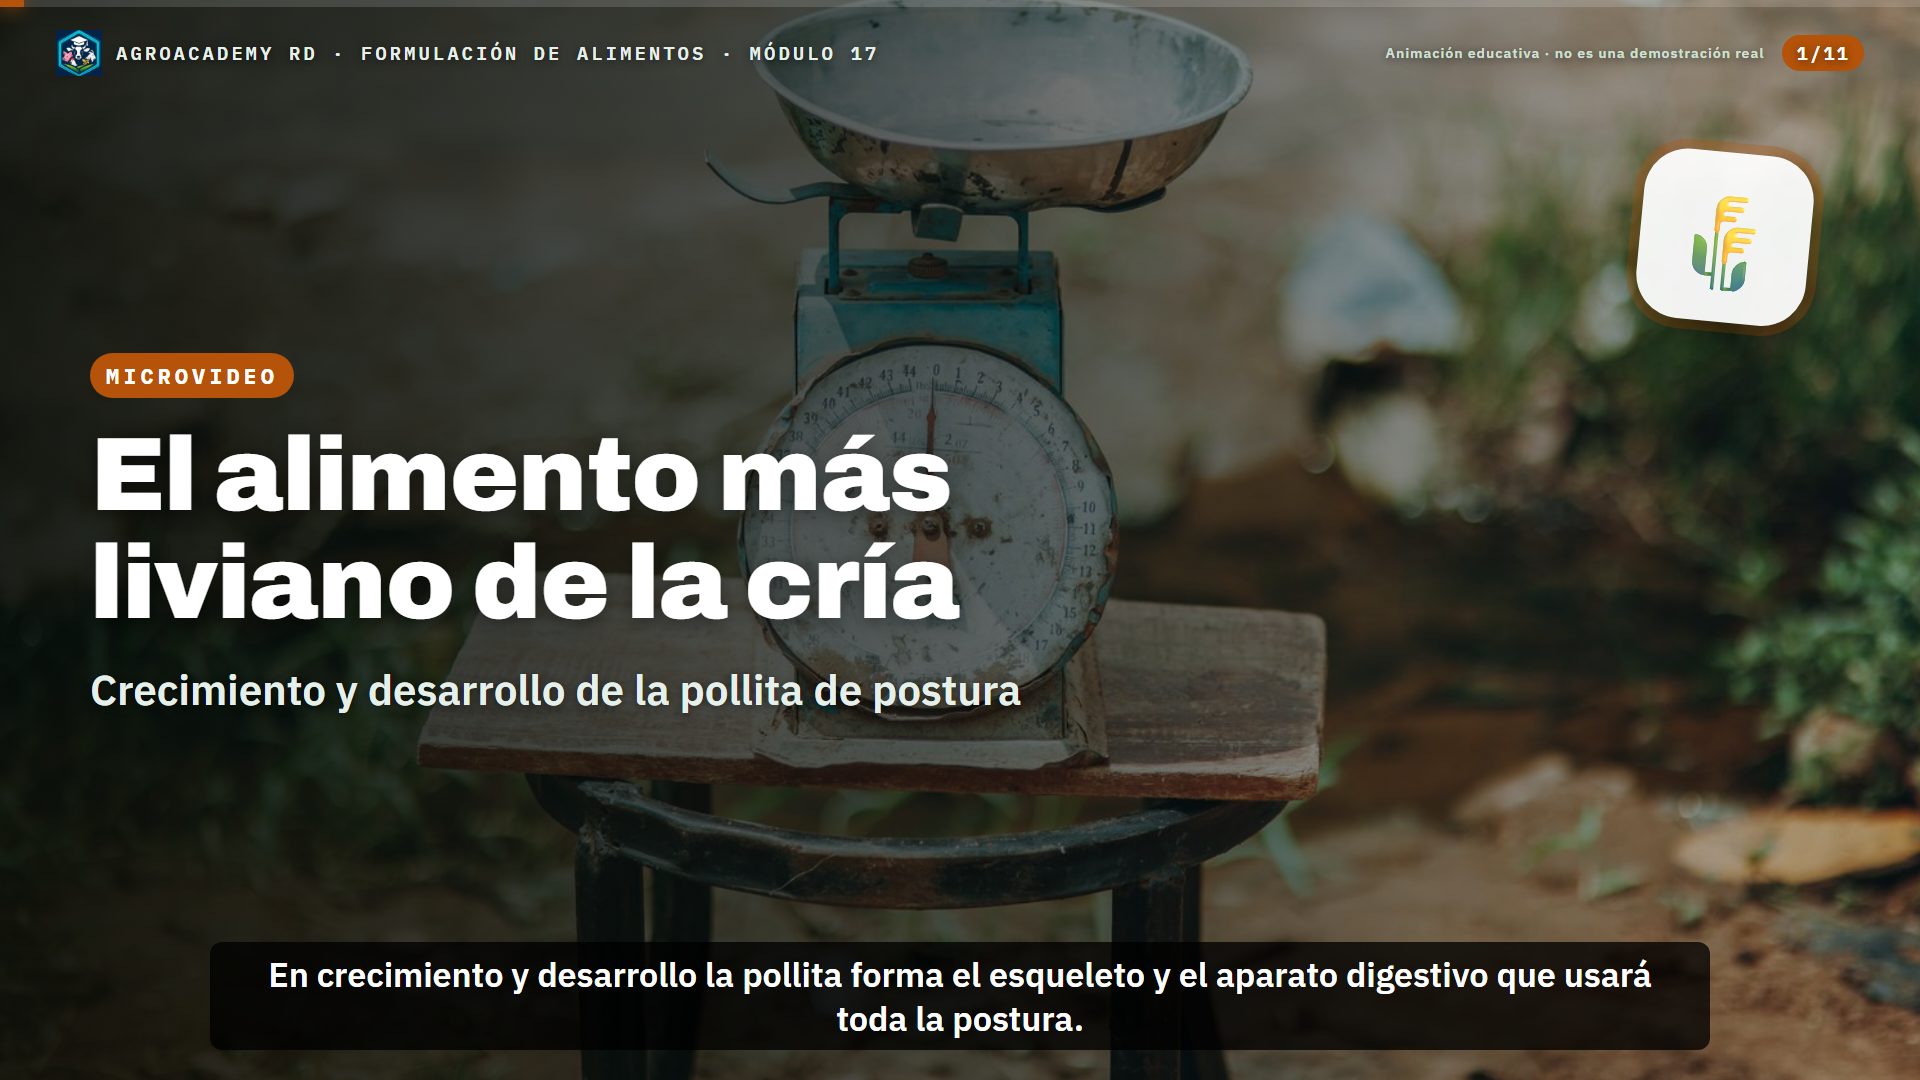 AGROACADEMY RD · FORMULACIÓN DE ALIMENTOS · MÓDULO 17
Animación educativa · no es una demostración real
1/11
MICROVIDEO
El alimento más
liviano de la cría
Crecimiento y desarrollo de la pollita de postura
En crecimiento y desarrollo la pollita forma el esqueleto y el aparato digestivo que usará
toda la postura.